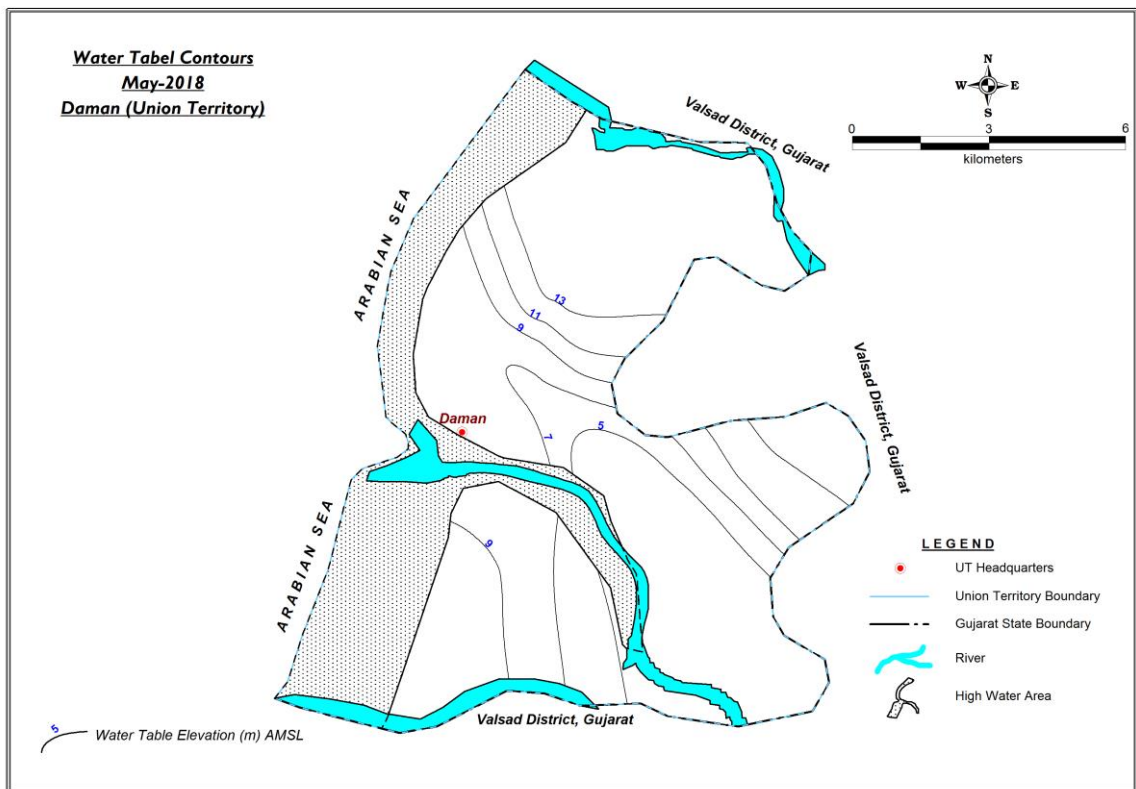 Water Tabel Contours
May-2018
Daman (Union Territory)
N
W E
S
0 3 6
kilometers
Valsad District, Gujarat
ARABIAN SEA
13
11
9
Valsad District, Gujarat
Daman
7
5
ARABIAN SEA
9
LEGEND
UT Headquarters
Union Territory Boundary
Gujarat State Boundary
River
High Water Area
Valsad District, Gujarat
5
Water Table Elevation (m) AMSL